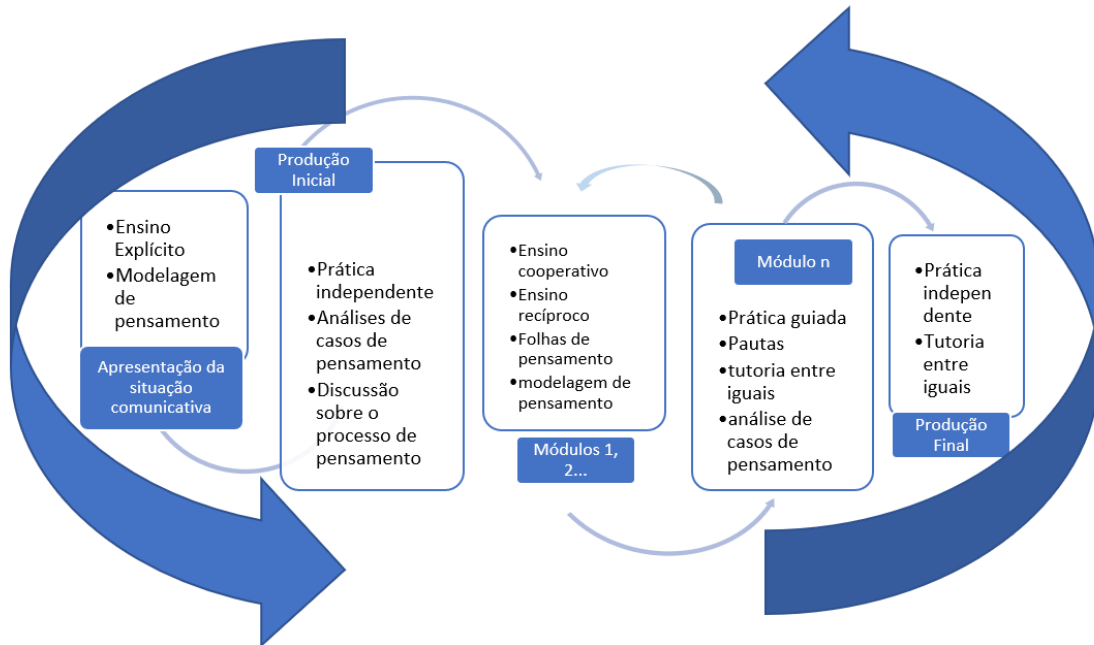 •Ensino
Explícito
•Modelagem
de
pensamento
Apresentação da
situação
comunicativa
Produção
Inicial
•Prática
independente
•Análises de
casos de
pensamento
•Discussão
sobre o
processo de
pensamento
•Ensino
cooperativo
•Ensino
recíproco
•Folhas de
pensamento
•modelagem de
pensamento
Módulos 1,
2...
Módulo n
•Prática guiada
•Pautas
•tutoria entre
iguais
•análise de
casos de
pensamento
•Prática
indepen
dente
•Tutoria
entre
iguais
Produção
Final